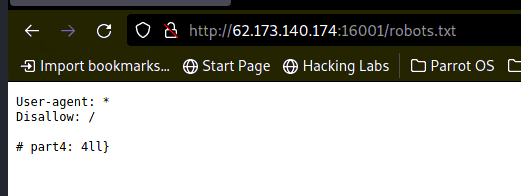 http://62.173.140.174:16001/robots.txt
Import bookmarks... Start Page Hacking Labs Parrot OS
User-agent: *
Disallow: /
# part4: 4ll}